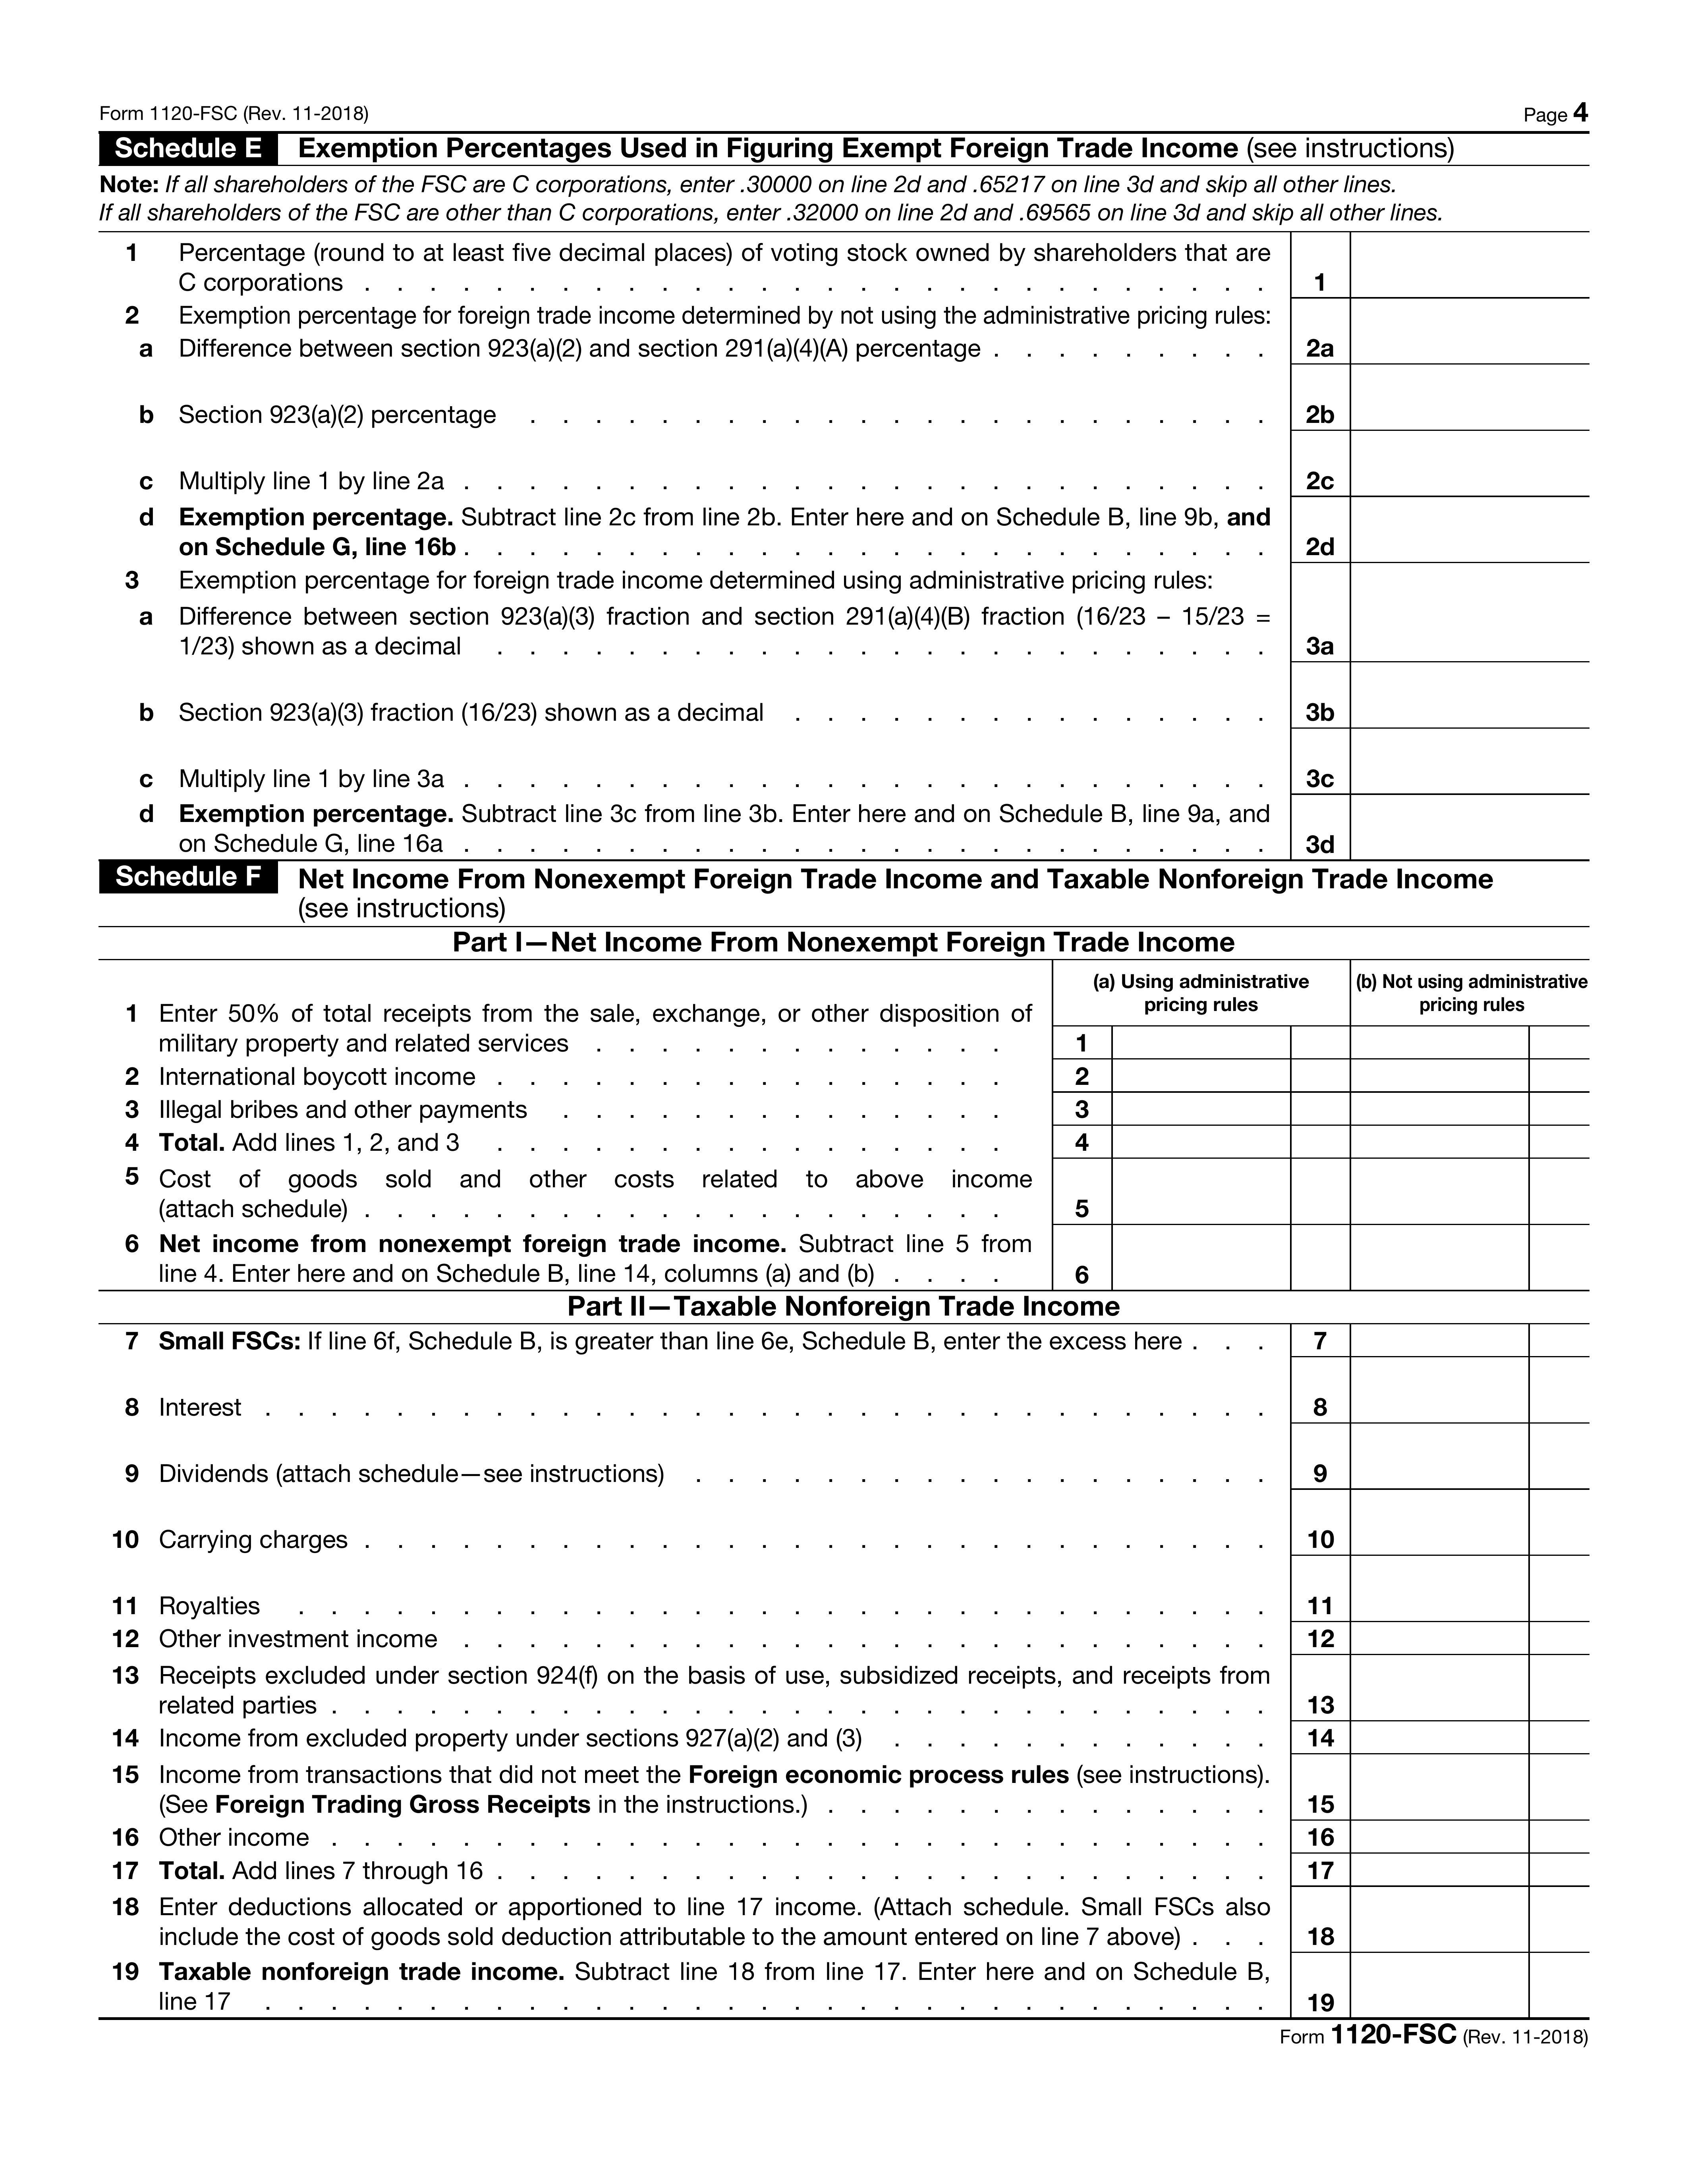 Form 1120-FSC (Rev. 11-2018) Page 4
Schedule E Exemption Percentages Used in Figuring Exempt Foreign Trade Income (see instructions)
Note: If all shareholders of the FSC are C corporations, enter .30000 on line 2d and .65217 on line 3d and skip all other lines.
If all shareholders of the FSC are other than C corporations, enter .32000 on line 2d and .69565 on line 3d and skip all other lines.
1 Percentage (round to at least five decimal places) of voting stock owned by shareholders that are
C corporations . . . . . . . . . . . . . . . . . . . . . . . . . . . . 1
2 Exemption percentage for foreign trade income determined by not using the administrative pricing rules:
a Difference between section 923(a)(2) and section 291(a)(4)(A) percentage . . . . . . . . . 2a
b Section 923(a)(2) percentage . . . . . . . . . . . . . . . . . . . . . . . 2b
c Multiply line 1 by line 2a . . . . . . . . . . . . . . . . . . . . . . . . . 2c
d Exemption percentage. Subtract line 2c from line 2b. Enter here and on Schedule B, line 9b, and
on Schedule G, line 16b . . . . . . . . . . . . . . . . . . . . . . . . . 2d
3 Exemption percentage for foreign trade income determined using administrative pricing rules:
a Difference between section 923(a)(3) fraction and section 291(a)(4)(B) fraction (16/23 – 15/23 =
1/23) shown as a decimal . . . . . . . . . . . . . . . . . . . . . . . . 3a
b Section 923(a)(3) fraction (16/23) shown as a decimal . . . . . . . . . . . . . . . 3b
c Multiply line 1 by line 3a . . . . . . . . . . . . . . . . . . . . . . . . . 3c
d Exemption percentage. Subtract line 3c from line 3b. Enter here and on Schedule B, line 9a, and
on Schedule G, line 16a . . . . . . . . . . . . . . . . . . . . . . . . . 3d
Schedule F Net Income From Nonexempt Foreign Trade Income and Taxable Nonforeign Trade Income
(see instructions)
Part I—Net Income From Nonexempt Foreign Trade Income
(a) Using administrative (b) Not using administrative
pricing rules pricing rules
1 Enter 50% of total receipts from the sale, exchange, or other disposition of
military property and related services . . . . . . . . . . . . . 1
2 International boycott income . . . . . . . . . . . . . . . . 2
3 Illegal bribes and other payments . . . . . . . . . . . . . . 3
4 Total. Add lines 1, 2, and 3 . . . . . . . . . . . . . . . . 4
5 Cost of goods sold and other costs related to above income
(attach schedule) . . . . . . . . . . . . . . . . . . . . 5
6 Net income from nonexempt foreign trade income. Subtract line 5 from
line 4. Enter here and on Schedule B, line 14, columns (a) and (b) . . . . 6
Part II—Taxable Nonforeign Trade Income
7 Small FSCs: If line 6f, Schedule B, is greater than line 6e, Schedule B, enter the excess here . . . 7
8 Interest . . . . . . . . . . . . . . . . . . . . . . . . . . . . . . . 8
9 Dividends (attach schedule—see instructions) . . . . . . . . . . . . . . . . . . 9
10 Carrying charges . . . . . . . . . . . . . . . . . . . . . . . . . . . . 10
11 Royalties . . . . . . . . . . . . . . . . . . . . . . . . . . . . . . 11
12 Other investment income . . . . . . . . . . . . . . . . . . . . . . . . . 12
13 Receipts excluded under section 924(f) on the basis of use, subsidized receipts, and receipts from
related parties . . . . . . . . . . . . . . . . . . . . . . . . . . . . . 13
14 Income from excluded property under sections 927(a)(2) and (3) . . . . . . . . . . . . 14
15 Income from transactions that did not meet the Foreign economic process rules (see instructions).
(See Foreign Trading Gross Receipts in the instructions.) . . . . . . . . . . . . . . 15
16 Other income . . . . . . . . . . . . . . . . . . . . . . . . . . . . . 16
17 Total. Add lines 7 through 16 . . . . . . . . . . . . . . . . . . . . . . . . 17
18 Enter deductions allocated or apportioned to line 17 income. (Attach schedule. Small FSCs also
include the cost of goods sold deduction attributable to the amount entered on line 7 above) . . . 18
19 Taxable nonforeign trade income. Subtract line 18 from line 17. Enter here and on Schedule B,
line 17 . . . . . . . . . . . . . . . . . . . . . . . . . . . . . . . 19
Form 1120-FSC (Rev. 11-2018)